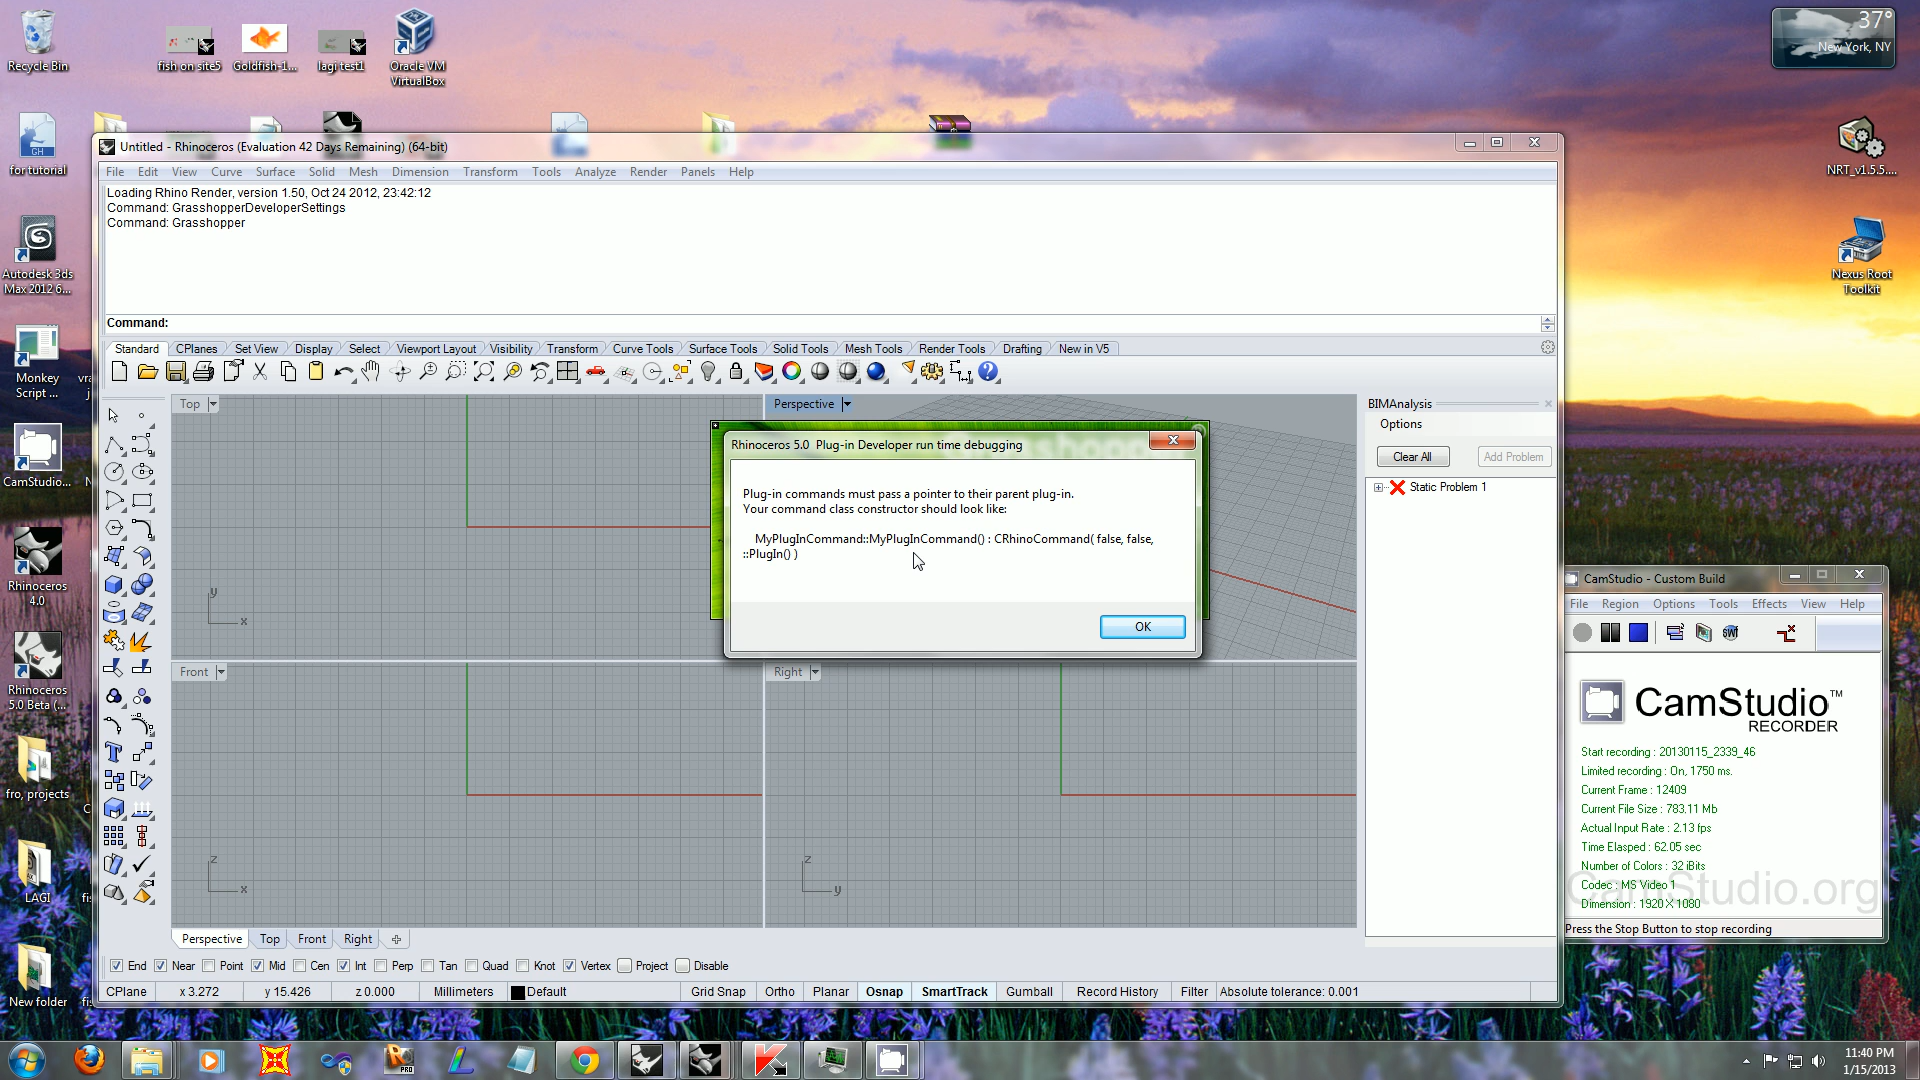 Recycle Bin
fish on site5
Goldfish-1...
lagi test1
Oracle VM
VirtualBox
37°
New York, NY
for tutorial
NRT_v1.5.5....
Autodesk 3ds
Max 2012 6...
Nexus Root
Toolkit
Monkey
Script ...
CamStudio...
Rhinoceros
4.0
Rhinoceros
5.0 Beta (...
fro, projects
LAGI
New folder
Untitled - Rhinoceros (Evaluation 42 Days Remaining) (64-bit)
File Edit View Curve Surface Solid Mesh Dimension Transform Tools Analyze Render Panels Help
Loading Rhino Render, version 1.50, Oct 24 2012, 23:42:12
Command: GrasshopperDeveloperSettings
Command: Grasshopper
Command:
Standard CPlanes Set View Display Select Viewport Layout Visibility Transform Curve Tools Surface Tools Solid Tools Mesh Tools Render Tools Drafting New in V5
Top
Perspective
y
x
Front
Right
z
x
z
y
BIMAnalysis
Options
Clear All
Add Problem
Static Problem 1
Rhinoceros 5.0 Plug-in Developer run time debugging
Plug-in commands must pass a pointer to their parent plug-in.
Your command class constructor should look like:
MyPlugInCommand::MyPlugInCommand() : CRhinoCommand( false, false,
::PlugIn() )
OK
Perspective Top Front Right
End Near Point Mid Cen Int Perp Tan Quad Knot Vertex Project Disable
CPlane x 3.272 y 15.426 z 0.000 Millimeters Default Grid Snap Ortho Planar Osnap SmartTrack Gumball Record History Filter Absolute tolerance: 0.001
CamStudio - Custom Build
File Region Options Tools Effects View Help
CamStudio™
RECORDER
Start recording : 20130115_2339_46
Limited recording : On, 1750 ms.
Current Frame : 12409
Current File Size : 783.11 Mb
Actual Input Rate : 2.13 fps
Time Elasped : 62.05 sec
Number of Colors : 32 iBits
Codec : MS Video 1
Dimension : 1920 X 1080
CamStudio.org
Press the Stop Button to stop recording
11:40 PM
1/15/2013